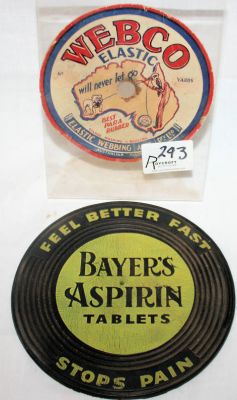 WEBCO
ELASTIC
will never let go
YARDS
BEST
PARA
RUBBER
ELASTIC WEBBING
293
FEEL BETTER FAST
BAYER'S
ASPIRIN
TABLETS
STOPS PAIN